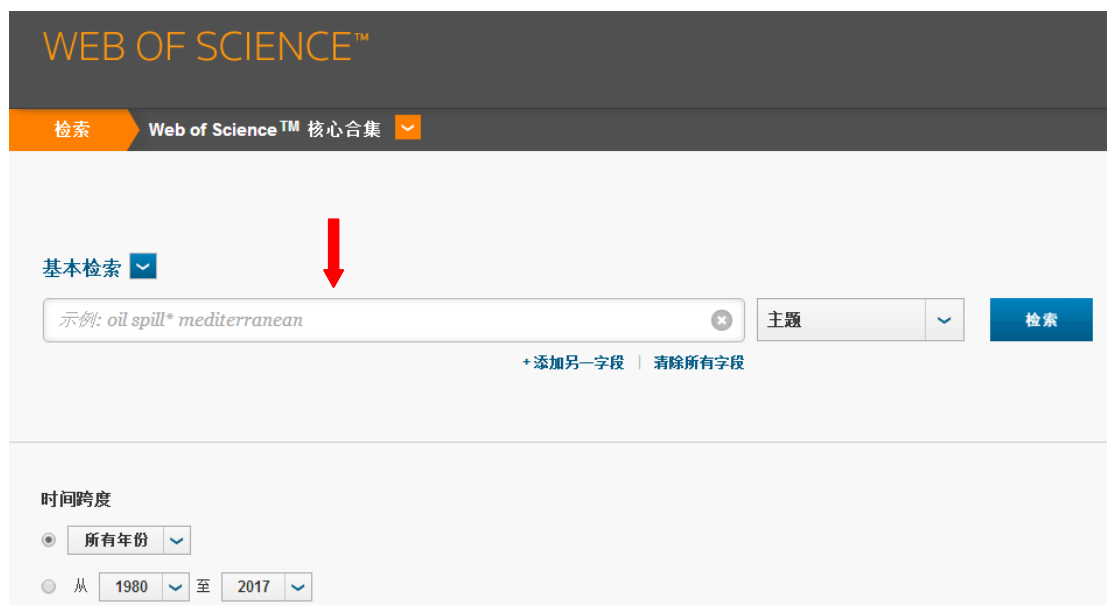 WEB OF SCIENCE™
检索 Web of Science™ 核心合集
基本检索
示例: oil spill* mediterranean 主题 检索
+添加另一字段 | 清除所有字段
时间跨度
所有年份
从 1980 至 2017